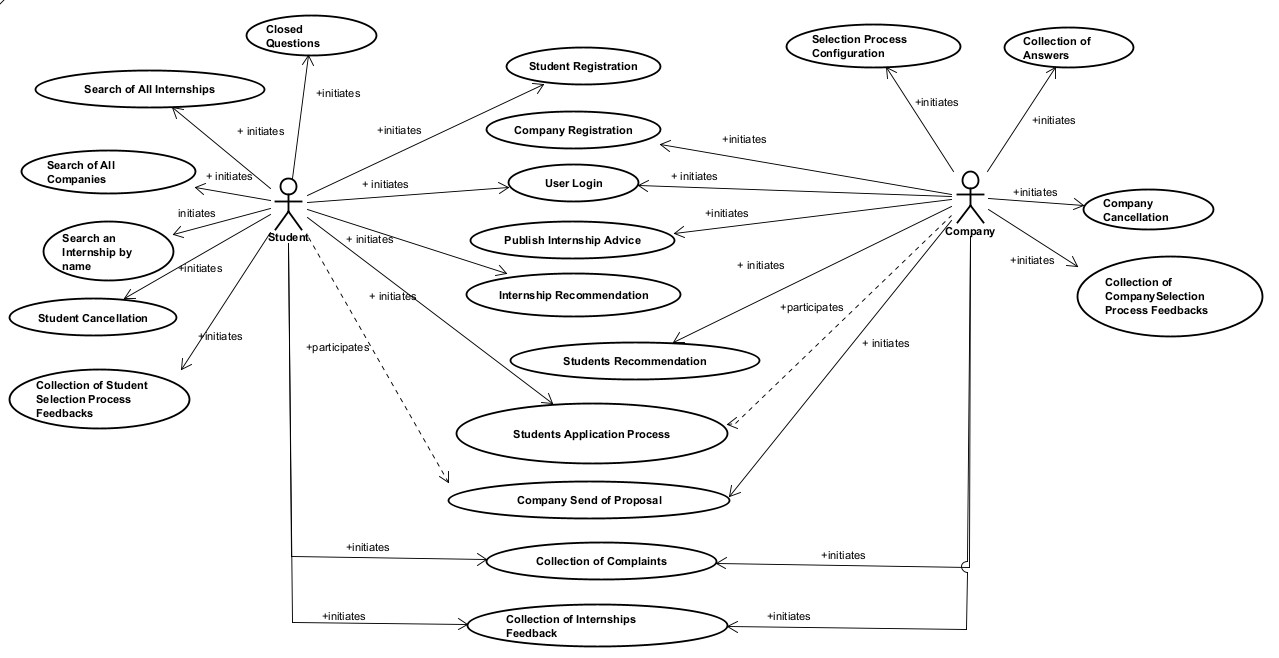 Closed
Questions
Selection Process
Configuration
Collection of
Answers
Student Registration
Search of All Internships
+initiates
+initiates
+initiates
Company Registration
+ initiates
+initiates
+initiates
+initiates
Search of All
Companies
+ initiates
+ initiates
User Login
+ initiates
+initiates
Company
Cancellation
initiates
+initiates
Student
Search an
Internship by
name
+ initiates
Publish Internship Advice
Company
+initiates
+ initiates
+initiates
Collection of
CompanySelection
Process Feedbacks
+ initiates
Internship Recommendation
+participates
Student Cancellation
+initiates
+participates
+ initiates
Students Recommendation
Collection of Student
Selection Process
Feedbacks
Students Application Process
Company Send of Proposal
+initiates
Collection of Complaints
+initiates
+initiates
Collection of Internships
Feedback
+initiates